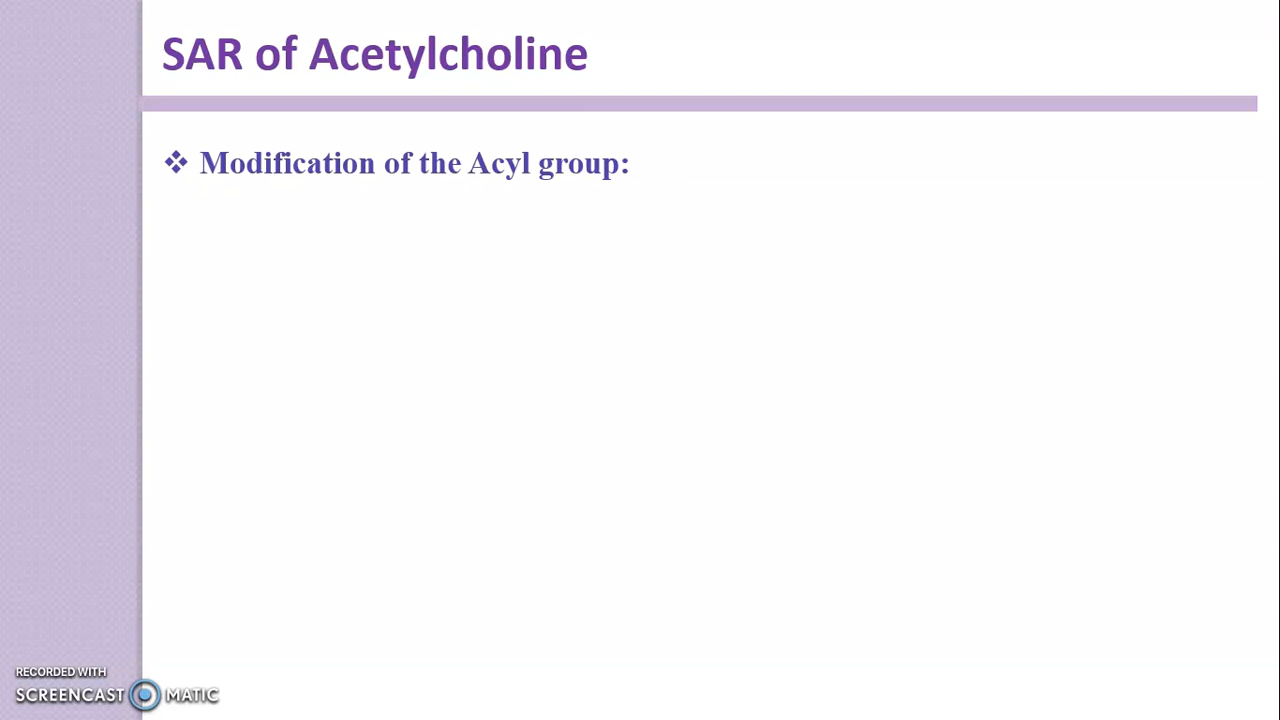 SAR of Acetylcholine
❖ Modification of the Acyl group:
RECORDED WITH
SCREENCAST MATIC